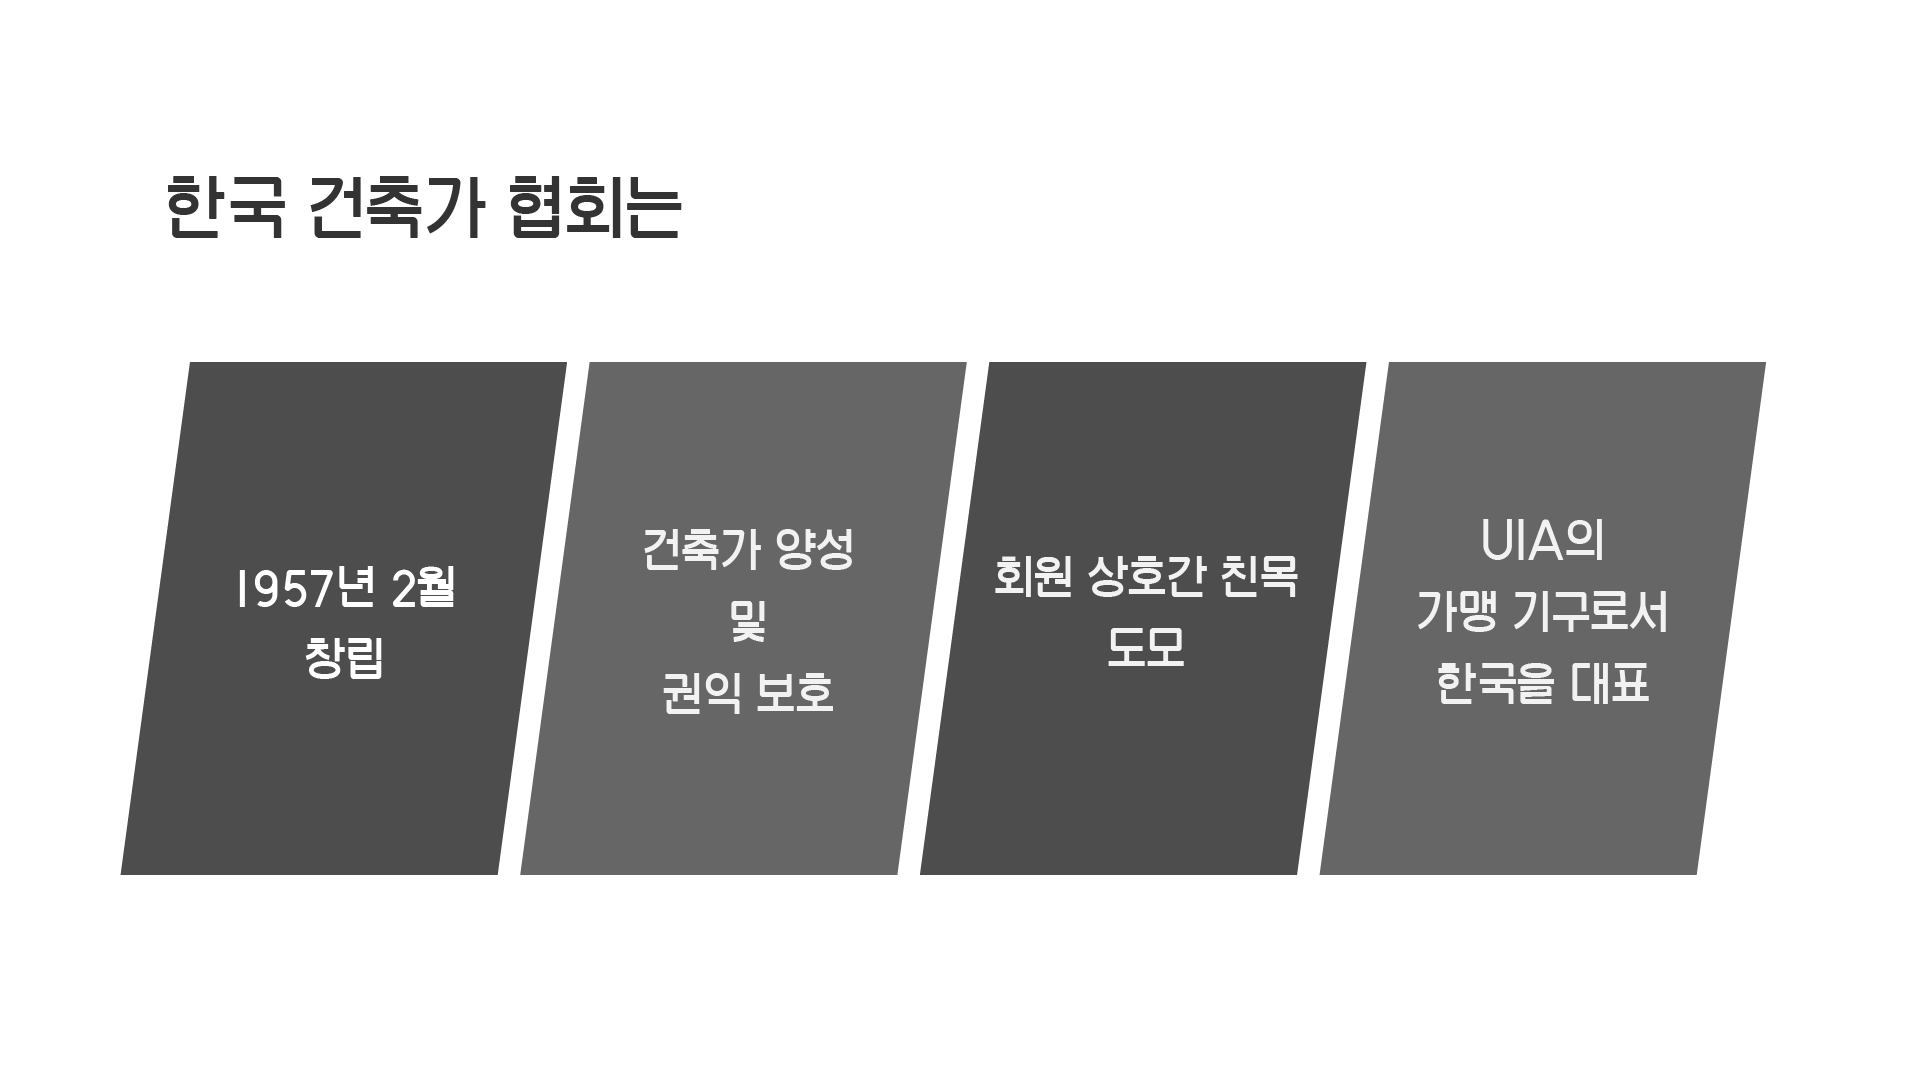 한국 건축가 협회는
1957년 2월
창립
건축가 양성
및
권익 보호
회원 상호간 친목
도모
UIA의
가맹 기구로서
한국을 대표